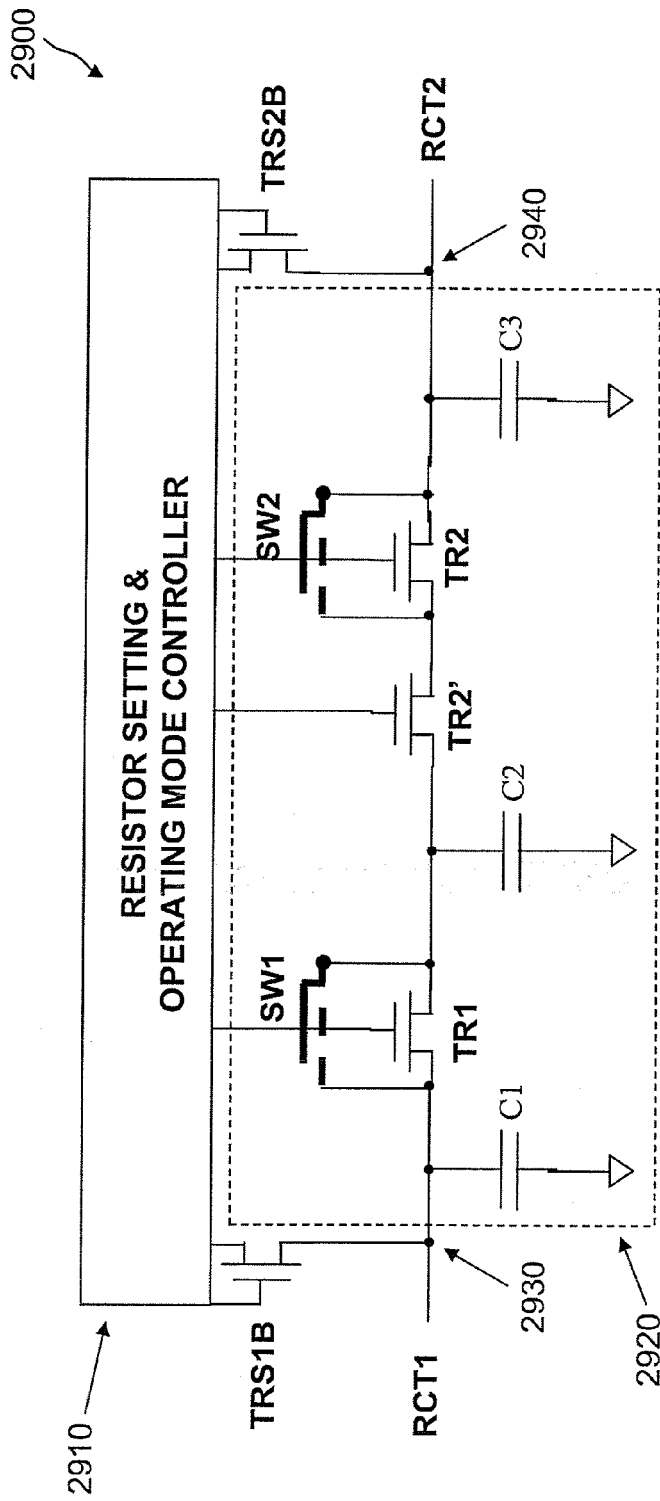 2900
2910
RESISTOR SETTING &
OPERATING MODE CONTROLLER
TRS1B
TRS2B
SW1
SW2
TR1
TR2'
TR2
RCT1
RCT2
2930
2940
C1
C2
C3
2920